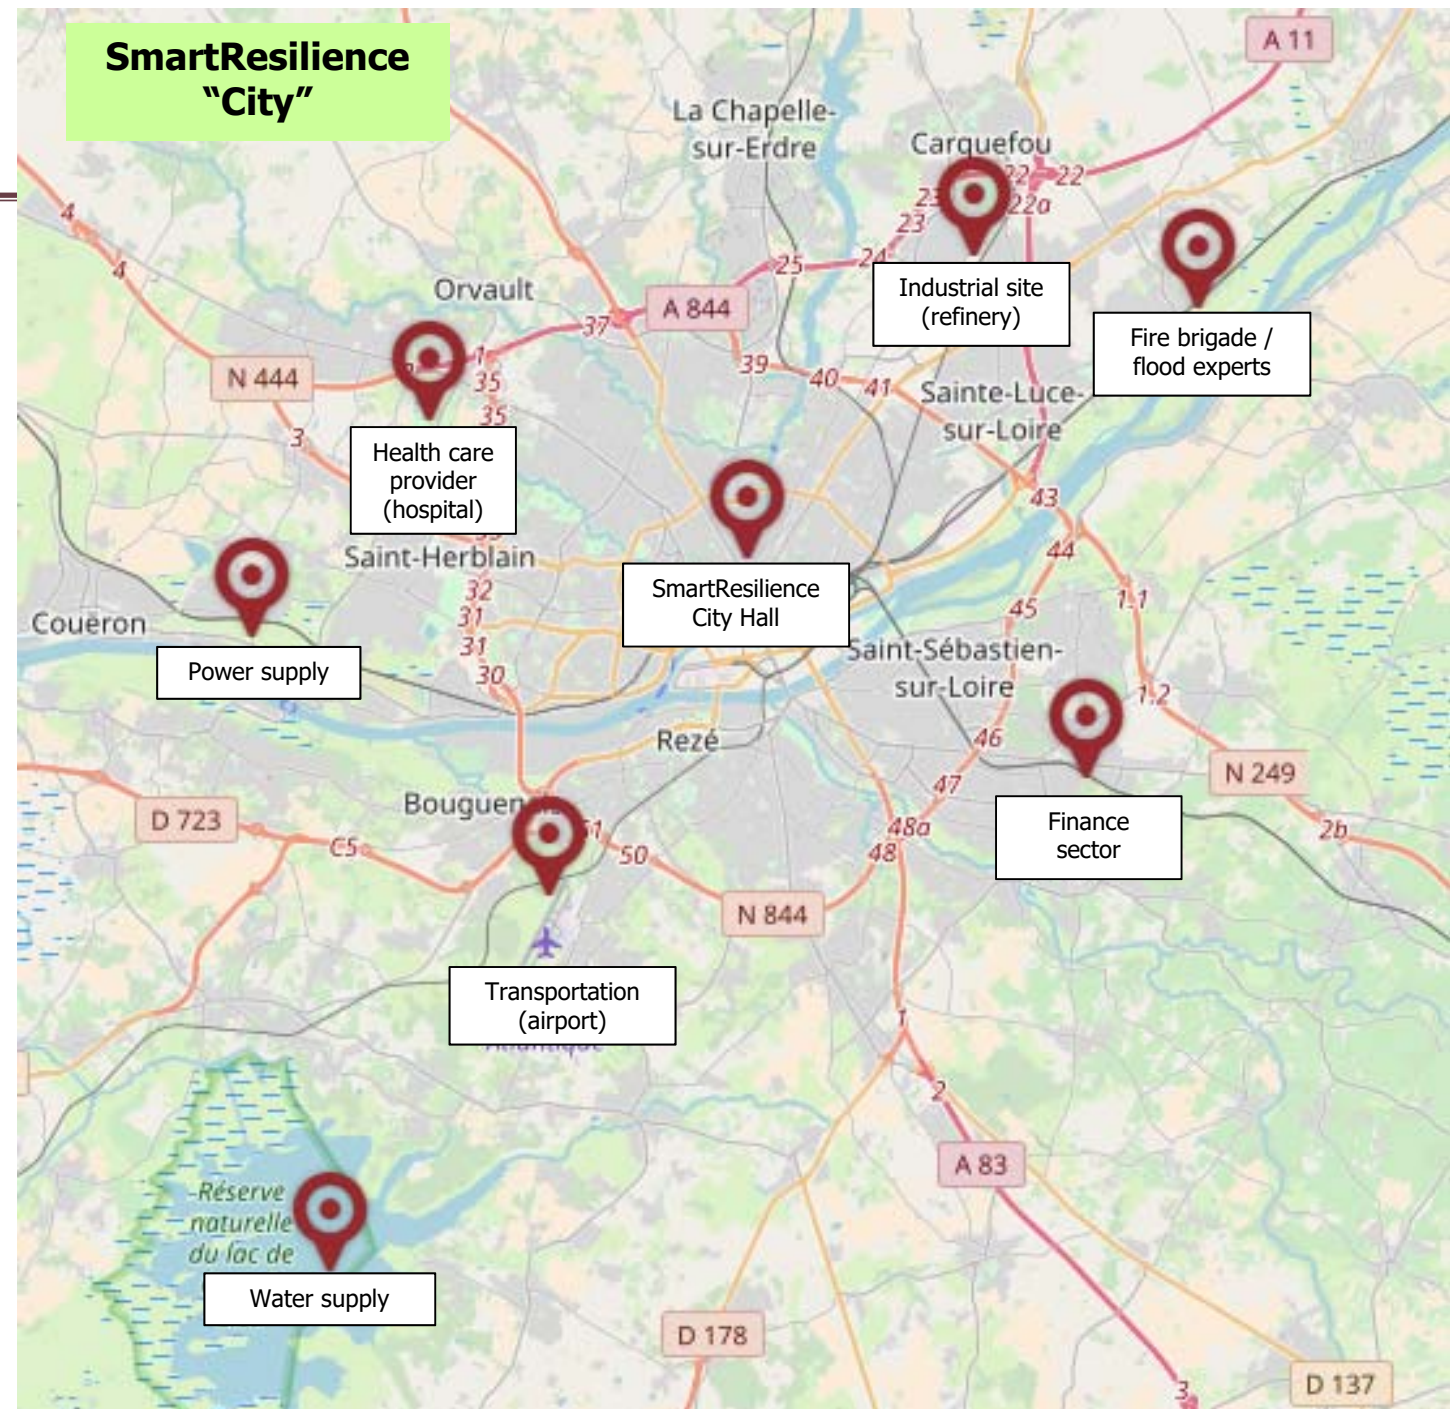 SmartResilience
“City”
A 11
La Chapelle-
sur-Erdre
Carquefou
22
22
23
22a
23
4
24
25
4
Orvault
A 844
Industrial site
(refinery)
37
Fire brigade /
flood experts
1
35
39
40
41
N 444
Sainte-Luce-
sur-Loire
35
3
Health care
provider
(hospital)
43
Saint-Herblain
44
SmartResilience
City Hall
32
1.1
31
45
Couëron
31
Saint-Sébastien-
sur-Loire
Power supply
30
1.2
46
Rezé
N 249
47
Bouguenais
D 723
51
48a
Finance
sector
2b
C5
50
48
N 844
Transportation
(airport)
1
Atlantique
2
A 83
Réserve
naturelle
du lac de
Water supply
D 178
D 137
3